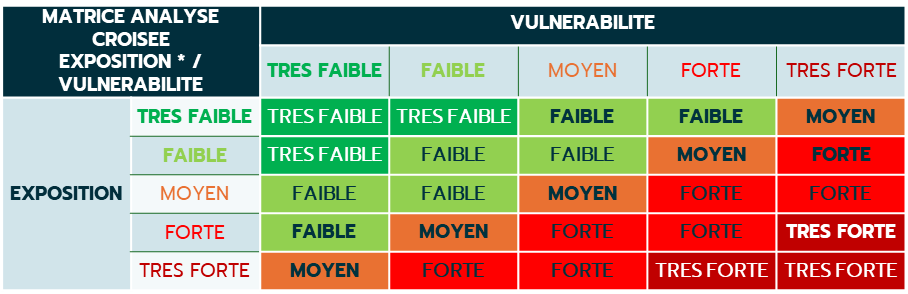 MATRICE ANALYSE
CROISEE
EXPOSITION * /
VULNERABILITE
VULNERABILITE
TRES FAIBLE FAIBLE MOYEN FORTE TRES FORTE
TRES FAIBLE TRES FAIBLE TRES FAIBLE FAIBLE FAIBLE MOYEN
FAIBLE TRES FAIBLE FAIBLE FAIBLE MOYEN FORTE
EXPOSITION MOYEN FAIBLE FAIBLE MOYEN FORTE FORTE
FORTE FAIBLE MOYEN FORTE FORTE TRES FORTE
TRES FORTE MOYEN FORTE FORTE TRES FORTE TRES FORTE